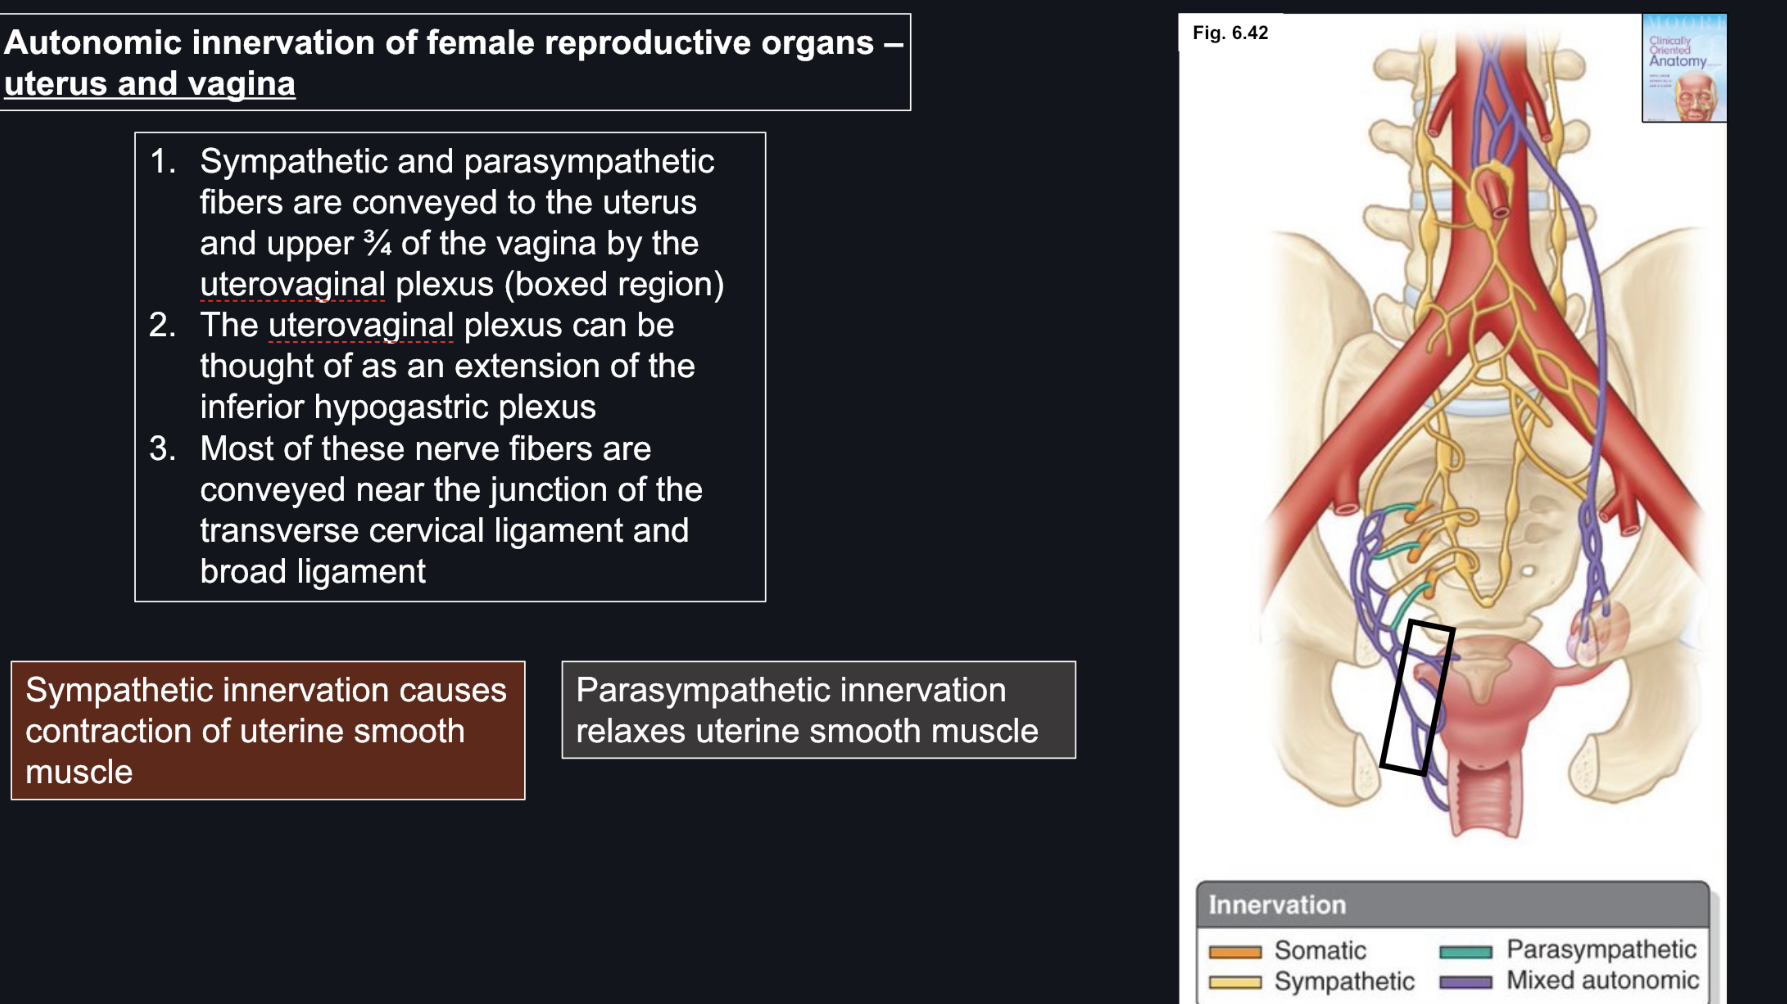 Autonomic innervation of female reproductive organs –
uterus and vagina
1. Sympathetic and parasympathetic
fibers are conveyed to the uterus
and upper ¾ of the vagina by the
uterovaginal plexus (boxed region)
2. The uterovaginal plexus can be
thought of as an extension of the
inferior hypogastric plexus
3. Most of these nerve fibers are
conveyed near the junction of the
transverse cervical ligament and
broad ligament
Sympathetic innervation causes
contraction of uterine smooth
muscle
Parasympathetic innervation
relaxes uterine smooth muscle
Fig. 6.42
MOORE
Clinically
Oriented
Anatomy
Innervation
Somatic
Parasympathetic
Sympathetic
Mixed autonomic